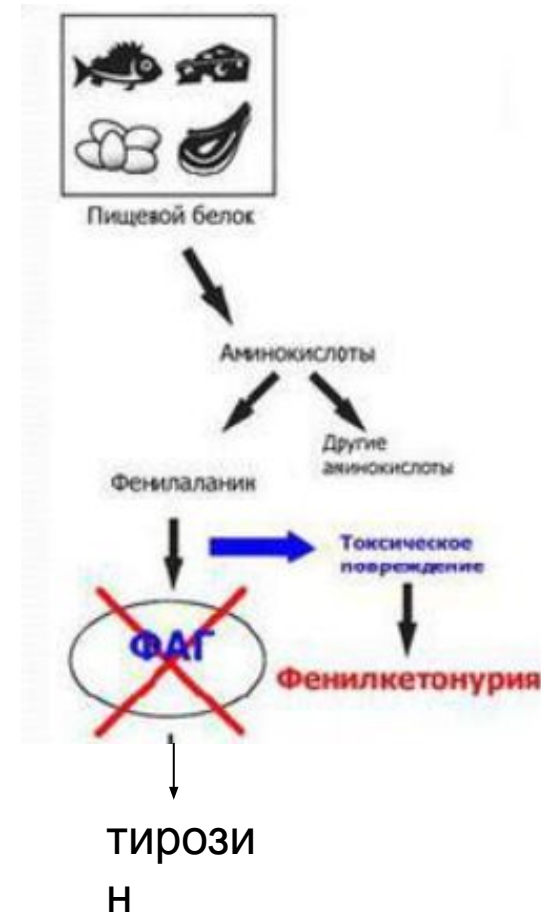 Пищевой белок
Аминокислоты
Другие
аминокислоты
Фенилаланин
Токсическое
повреждение
ФАГ
Фенилкетонурия
тирози
н